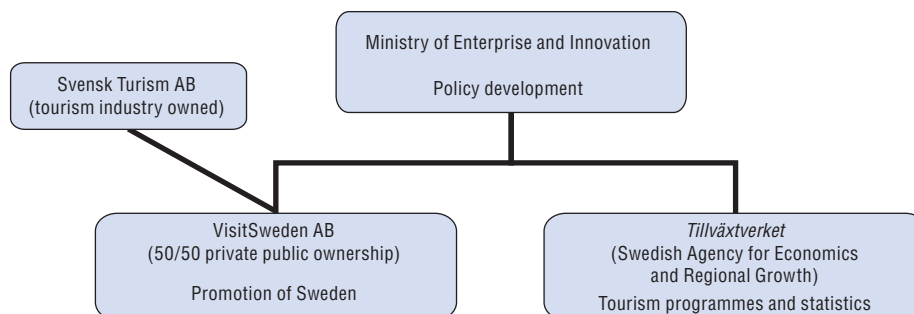 Ministry of Enterprise and Innovation
Policy development
Svensk Turism AB
(tourism industry owned)
VisitSweden AB
(50/50 private public ownership)
Promotion of Sweden
Tillväxtverket
(Swedish Agency for Economics
and Regional Growth)
Tourism programmes and statistics